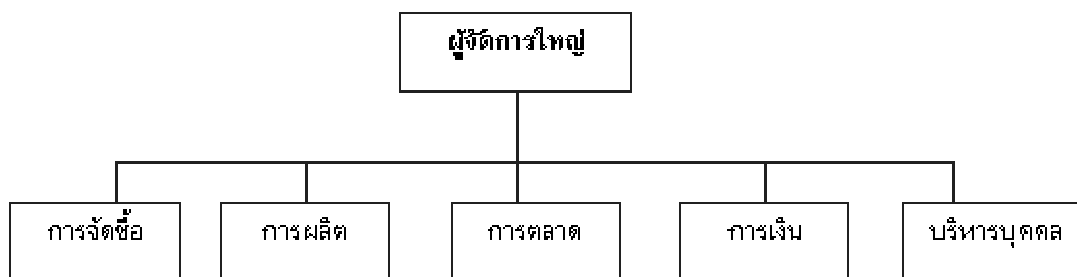 ผู้จัดการใหญ่
การจัดซื้อ
การผลิต
การตลาด
การเงิน
บริหารบุคคล